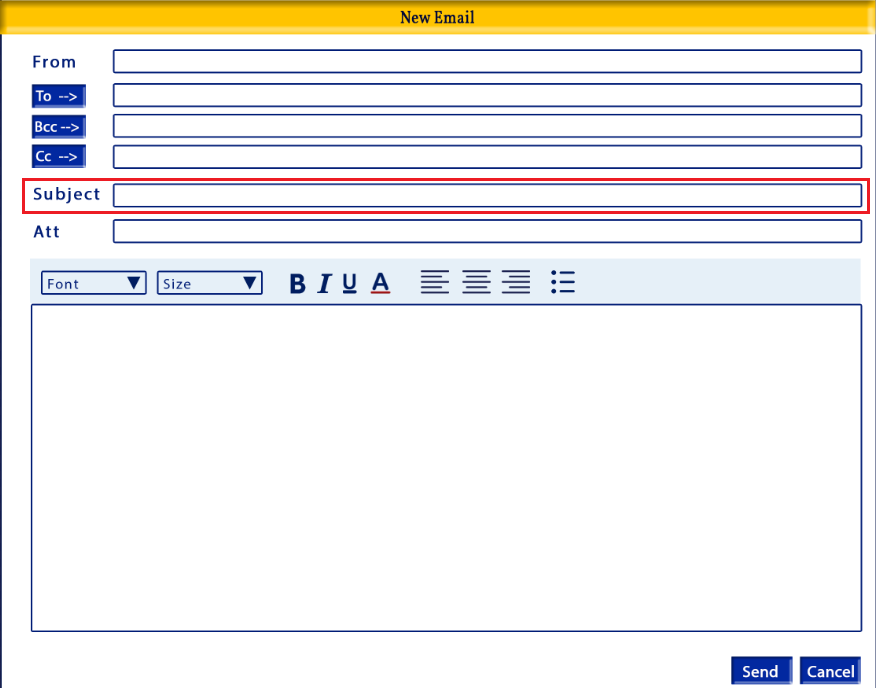 New Email
From
To -->
Bcc -->
Cc -->
Subject
Att
Font Size B I U A
Send Cancel